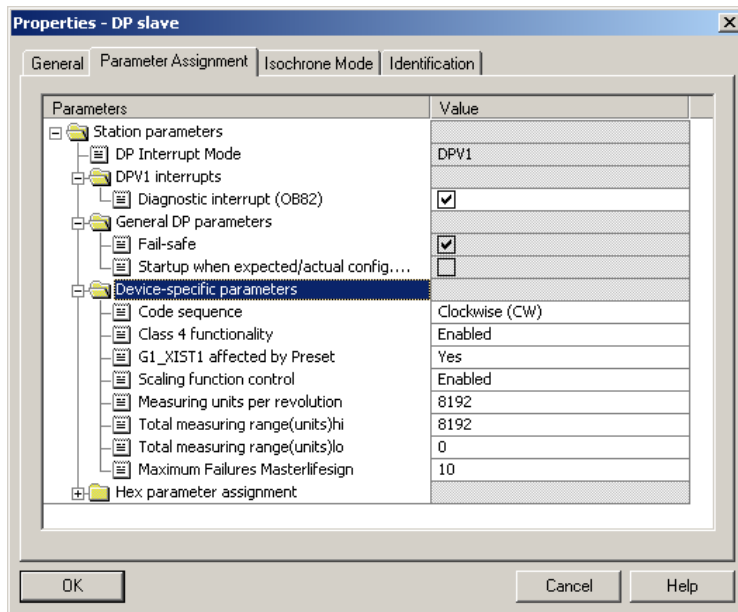 Properties - DP slave
General Parameter Assignment Isochrone Mode Identification
Parameters Value
Station parameters
DP Interrupt Mode DPV1
DPV1 interrupts
Diagnostic interrupt (OB82)
General DP parameters
Fail-safe
Startup when expected/actual config....
Device-specific parameters
Code sequence Clockwise (CW)
Class 4 functionality Enabled
G1_XIST1 affected by Preset Yes
Scaling function control Enabled
Measuring units per revolution 8192
Total measuring range(units)hi 8192
Total measuring range(units)lo 0
Maximum Failures Masterlifesign 10
Hex parameter assignment
OK Cancel Help